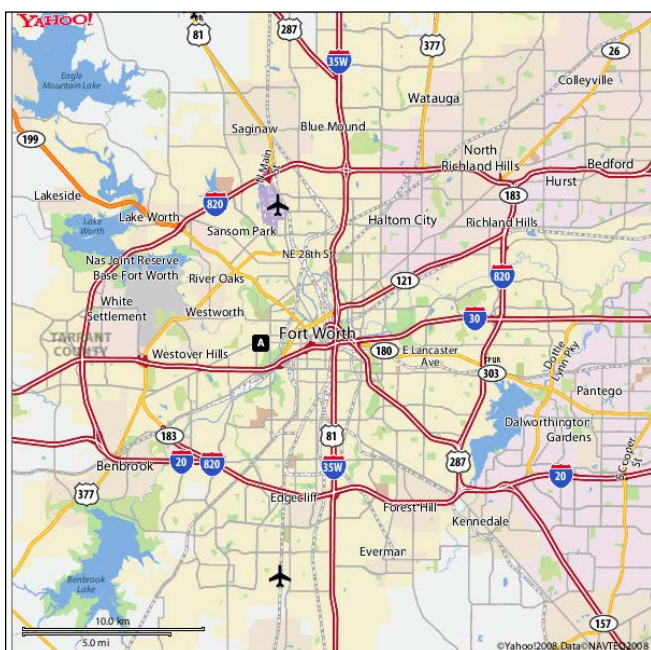 YAHOO!
81
287
35W
377
26
Eagle
Mountain Lake
Colleyville
Watauga
Saginaw
Blue Mound
199
N Main
St
North
Richland Hills
Bedford
Hurst
183
Lakeside
820
Lake Worth
Haltom City
Richland Hills
Lake
Worth
Sansom Park
NE 28th St
Nas Joint Reserve
Base Fort Worth
River Oaks
121
820
White
Settlement
Westworth
30
TARRANT
COUNTY
Fort Worth
A
Westover Hills
180
E Lancaster
Ave
SPUR
303
Dottie
Lynn Pky
Pantego
Dalworthington
Gardens
183
81
S Cooper
St
Benbrook
20
820
35W
287
20
377
Edgecliff
Forest Hill
Kennedale
Everman
Benbrook
Lake
157
10.0 km
5.0 mi
©Yahoo!2008, Data©NAVTEQ2008